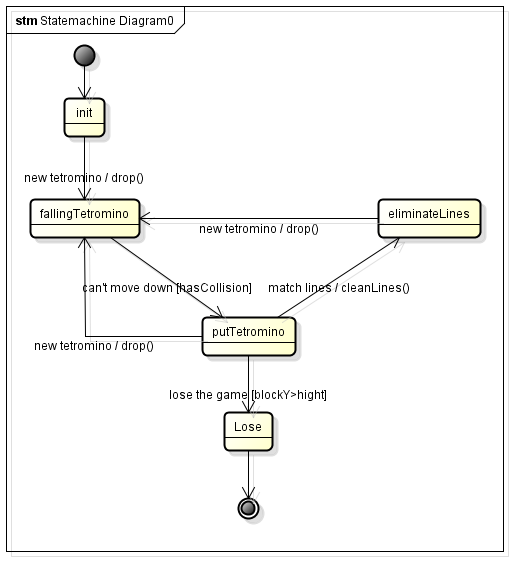 stm Statemachine Diagram0
init
new tetromino / drop()
fallingTetromino
eliminateLines
new tetromino / drop()
can't move down [hasCollision]
match lines / cleanLines()
putTetromino
new tetromino / drop()
lose the game [blockY>hight]
Lose